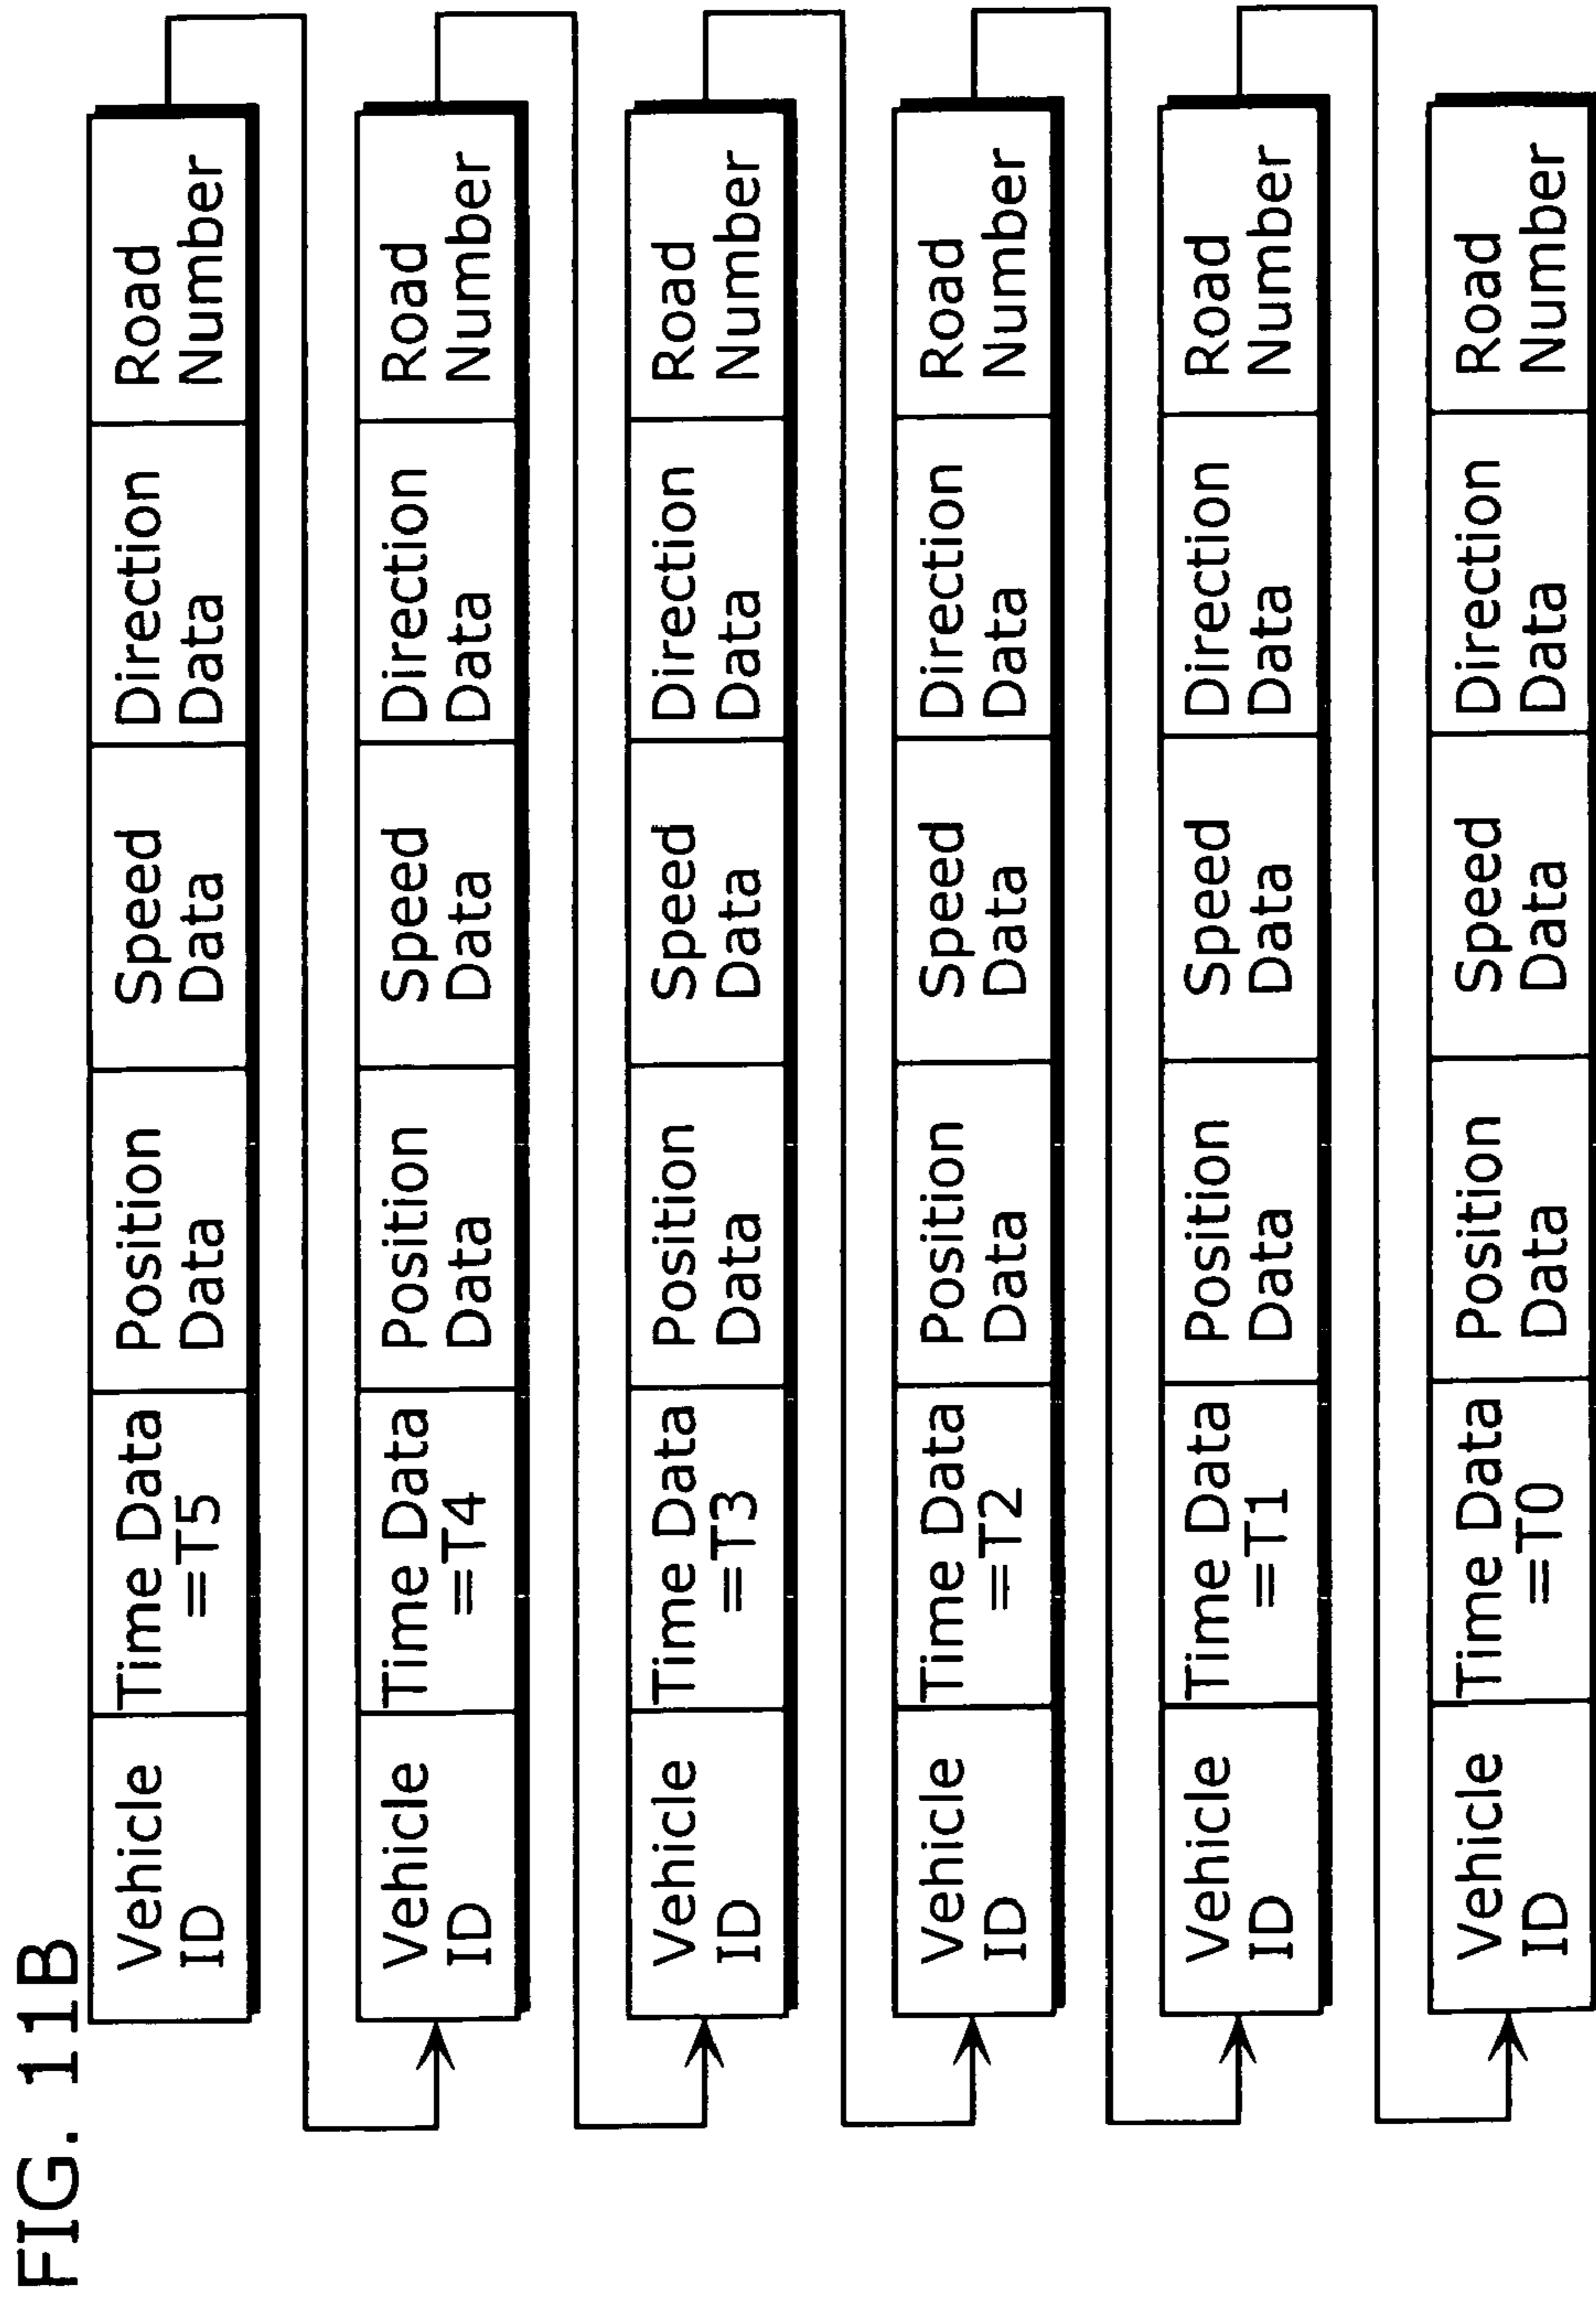 FIG. 11B
Vehicle
ID
Time Data
=T5
Position
Data
Speed
Data
Direction
Data
Road
Number
Vehicle
ID
Time Data
=T4
Position
Data
Speed
Data
Direction
Data
Road
Number
Vehicle
ID
Time Data
=T3
Position
Data
Speed
Data
Direction
Data
Road
Number
Vehicle
ID
Time Data
=T2
Position
Data
Speed
Data
Direction
Data
Road
Number
Vehicle
ID
Time Data
=T1
Position
Data
Speed
Data
Direction
Data
Road
Number
Vehicle
ID
Time Data
=T0
Position
Data
Speed
Data
Direction
Data
Road
Number